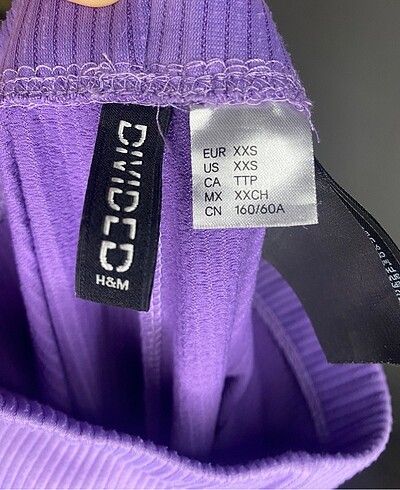 DIVIDED
H&M
EUR XXS
US XXS
CA TTP
MX XXCH
CN 160/60A